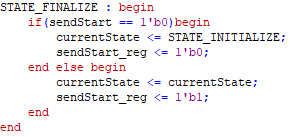 STATE_FINALIZE : begin
if(sendStart == 1'b0)begin
currentState <= STATE_INITIALIZE;
sendStart_reg <= 1'b0;
end else begin
currentState <= currentState;
sendStart_reg <= 1'b1;
end
end